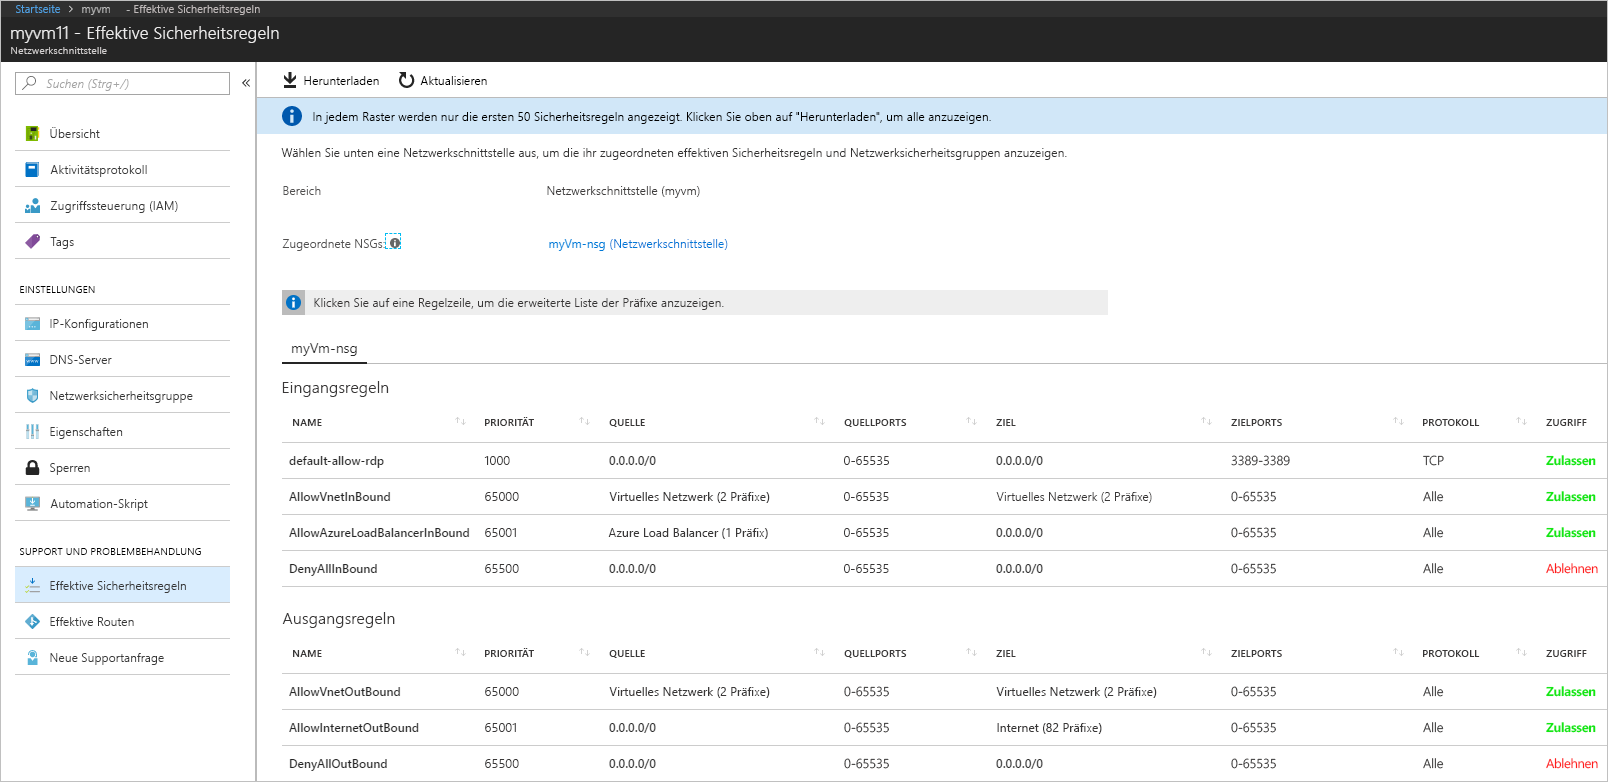 Startseite > myvm - Effektive Sicherheitsregeln
myvm11 - Effektive Sicherheitsregeln
Netzwerkschnittstelle
Suchen (Strg+/)
«
Übersicht
Aktivitätsprotokoll
Zugriffssteuerung (IAM)
Tags
EINSTELLUNGEN
IP-Konfigurationen
DNS-Server
Netzwerksicherheitsgruppe
Eigenschaften
Sperren
Automation-Skript
SUPPORT UND PROBLEMBEHANDLUNG
Effektive Sicherheitsregeln
Effektive Routen
Neue Supportanfrage
Herunterladen Aktualisieren
In jedem Raster werden nur die ersten 50 Sicherheitsregeln angezeigt. Klicken Sie oben auf "Herunterladen", um alle anzuzeigen.
Wählen Sie unten eine Netzwerkschnittstelle aus, um die ihr zugeordneten effektiven Sicherheitsregeln und Netzwerksicherheitsgruppen anzuzeigen.
Bereich Netzwerkschnittstelle (myvm)
Zugeordnete NSGs: myVm-nsg (Netzwerkschnittstelle)
Klicken Sie auf eine Regelzeile, um die erweiterte Liste der Präfixe anzuzeigen.
myVm-nsg
Eingangsregeln
NAME PRIORITÄT QUELLE QUELLPORTS ZIEL ZIELPORTS PROTOKOLL ZUGRIFF
default-allow-rdp 1000 0.0.0.0/0 0-65535 0.0.0.0/0 3389-3389 TCP Zulassen
AllowVnetInBound 65000 Virtuelles Netzwerk (2 Präfixe) 0-65535 Virtuelles Netzwerk (2 Präfixe) 0-65535 Alle Zulassen
AllowAzureLoadBalancerInBound 65001 Azure Load Balancer (1 Präfix) 0-65535 0.0.0.0/0 0-65535 Alle Zulassen
DenyAllInBound 65500 0.0.0.0/0 0-65535 0.0.0.0/0 0-65535 Alle Ablehnen
Ausgangsregeln
NAME PRIORITÄT QUELLE QUELLPORTS ZIEL ZIELPORTS PROTOKOLL ZUGRIFF
AllowVnetOutBound 65000 Virtuelles Netzwerk (2 Präfixe) 0-65535 Virtuelles Netzwerk (2 Präfixe) 0-65535 Alle Zulassen
AllowInternetOutBound 65001 0.0.0.0/0 0-65535 Internet (82 Präfixe) 0-65535 Alle Zulassen
DenyAllOutBound 65500 0.0.0.0/0 0-65535 0.0.0.0/0 0-65535 Alle Ablehnen